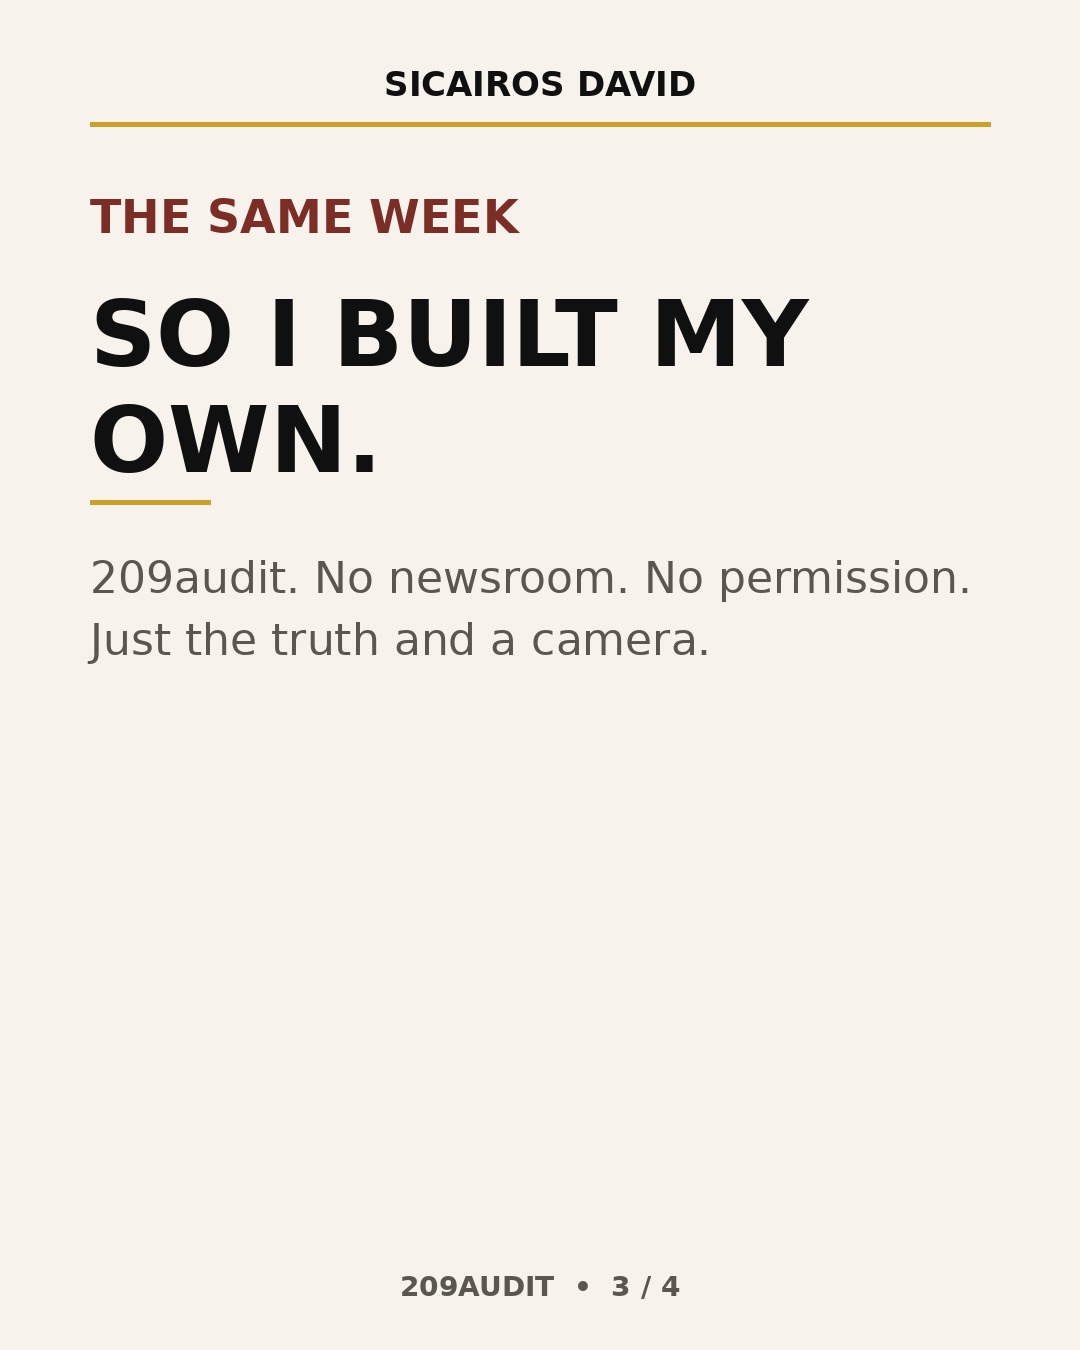 SICAIROS DAVID
THE SAME WEEK
SO I BUILT MY
OWN.
209audit. No newsroom. No permission.
Just the truth and a camera.
209AUDIT • 3 / 4